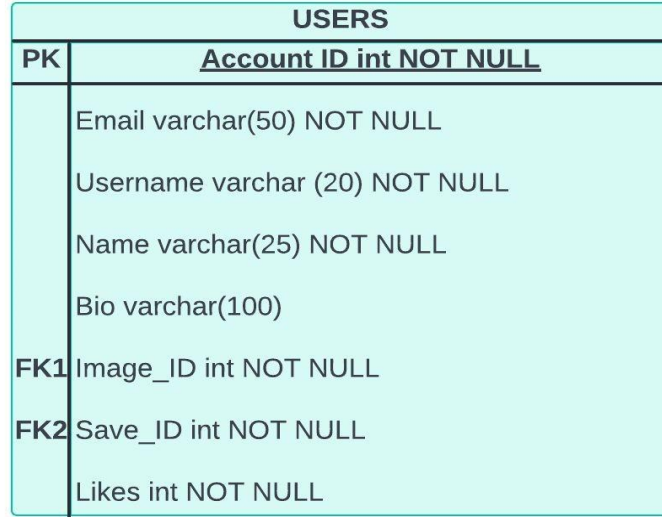 USERS
PK Account ID int NOT NULL
Email varchar(50) NOT NULL
Username varchar (20) NOT NULL
Name varchar(25) NOT NULL
Bio varchar(100)
FK1 Image_ID int NOT NULL
FK2 Save_ID int NOT NULL
Likes int NOT NULL